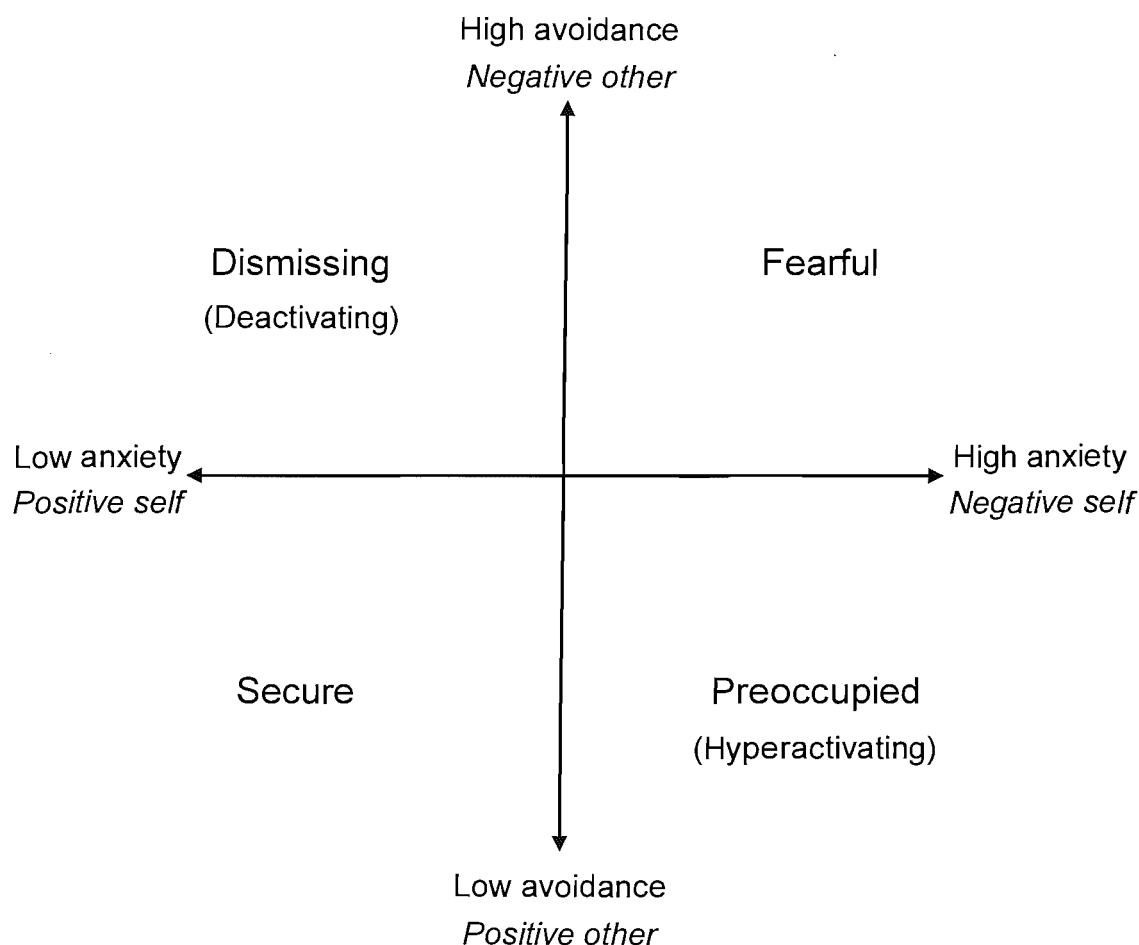 High avoidance
Negative other
Dismissing
(Deactivating)
Fearful
Low anxiety
Positive self
High anxiety
Negative self
Secure
Preoccupied
(Hyperactivating)
Low avoidance
Positive other